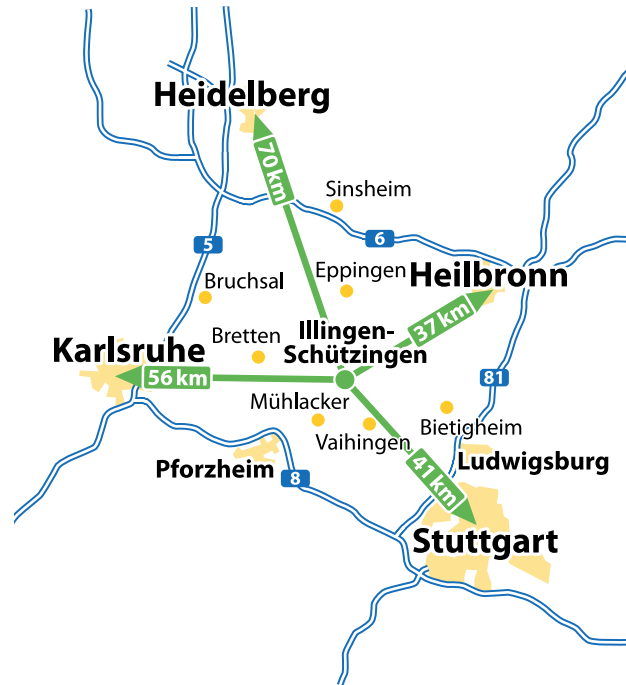 Heidelberg
70 km
Sinsheim
5
6
Bruchsal
Eppingen
Heilbronn
37 km
Bretten
Illingen-
Schützingen
Karlsruhe
56 km
81
Mühlacker
Vaihingen
Bietigheim
Pforzheim
8
41 km
Ludwigsburg
Stuttgart